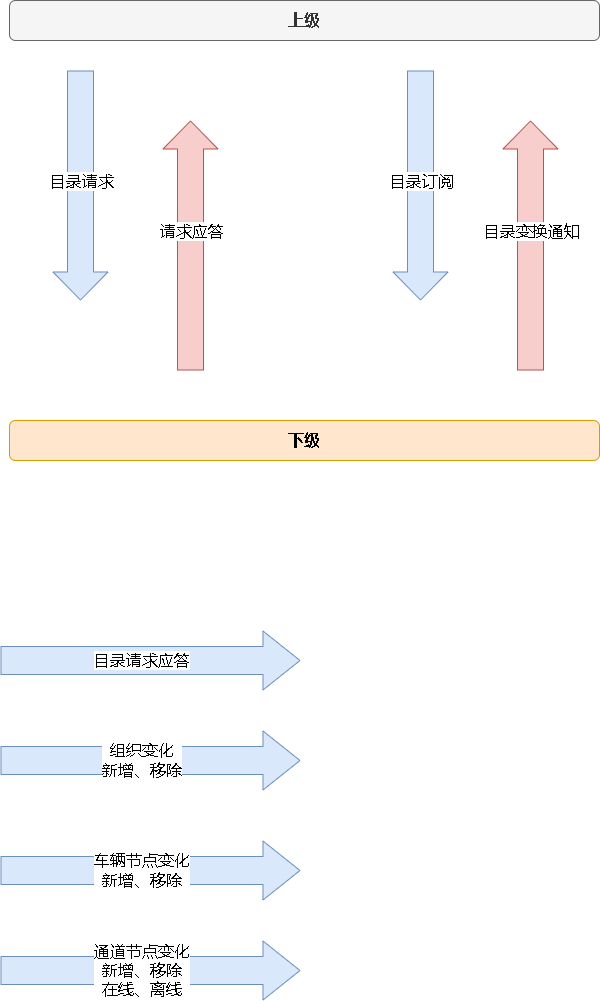 上级
目录请求
目录订阅
请求应答
目录变换通知
下级
目录请求应答
组织变化
新增、移除
车辆节点变化
新增、移除
通道节点变化
新增、移除
在线、离线